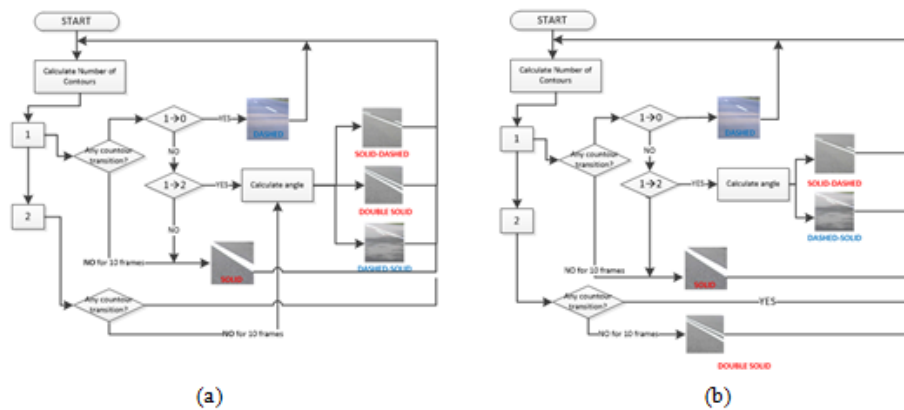 START
Calculate Number of
Contours
1
Any countour
transition?
1→0
YES
DASHED
NO
1→2
YES
Calculate angle
SOLID-DASHED
DOUBLE SOLID
DASHED-SOLID
NO
2
NO for 10 frames
SOLID
Any countour
transition?
NO for 10 frames
(a)
START
Calculate Number of
Contours
1
Any countour
transition?
1→0
YES
DASHED
NO
1→2
YES
Calculate angle
SOLID-DASHED
DASHED-SOLID
2
NO for 10 frames
SOLID
Any countour
transition?
YES
NO for 10 frames
DOUBLE SOLID
(b)